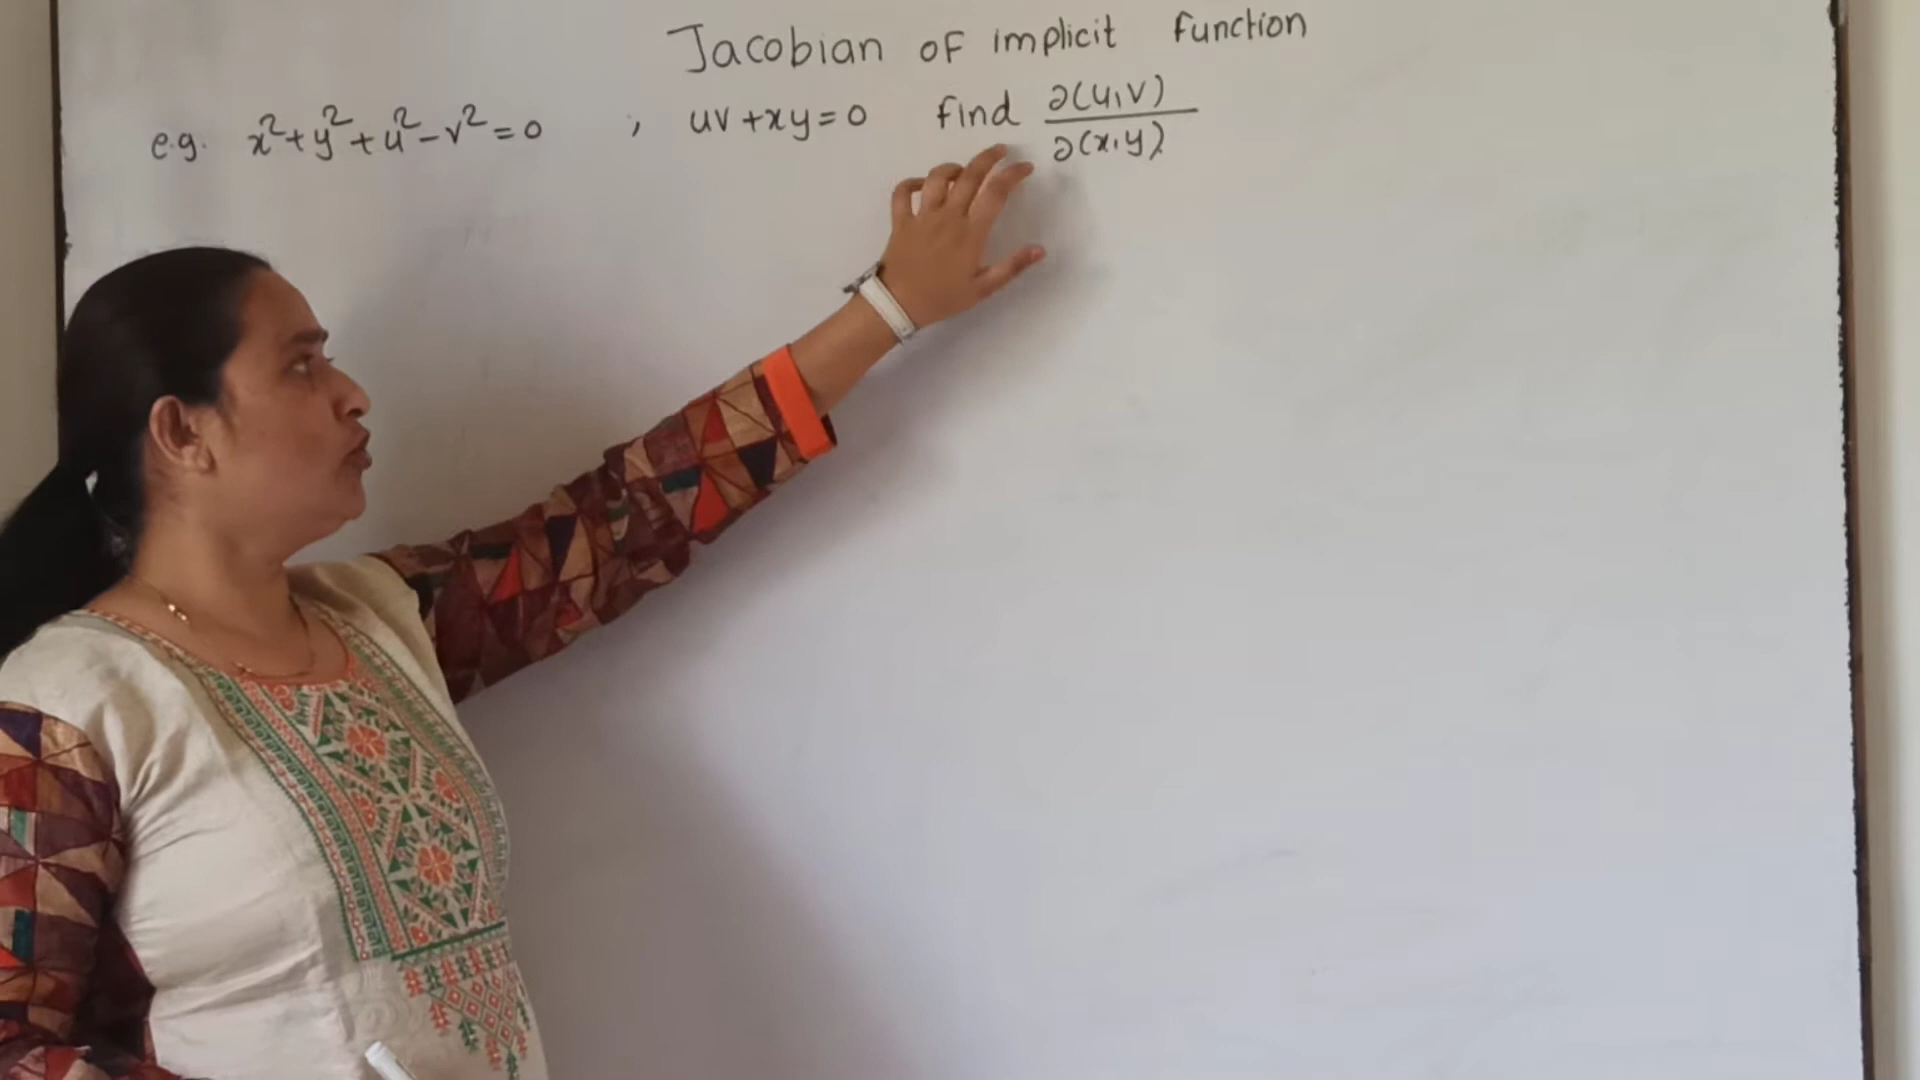 Jacobian of implicit function
e.g. x²+y²+u²-v²=0 , uv+xy=0 find ∂(u,v)/∂(x,y)